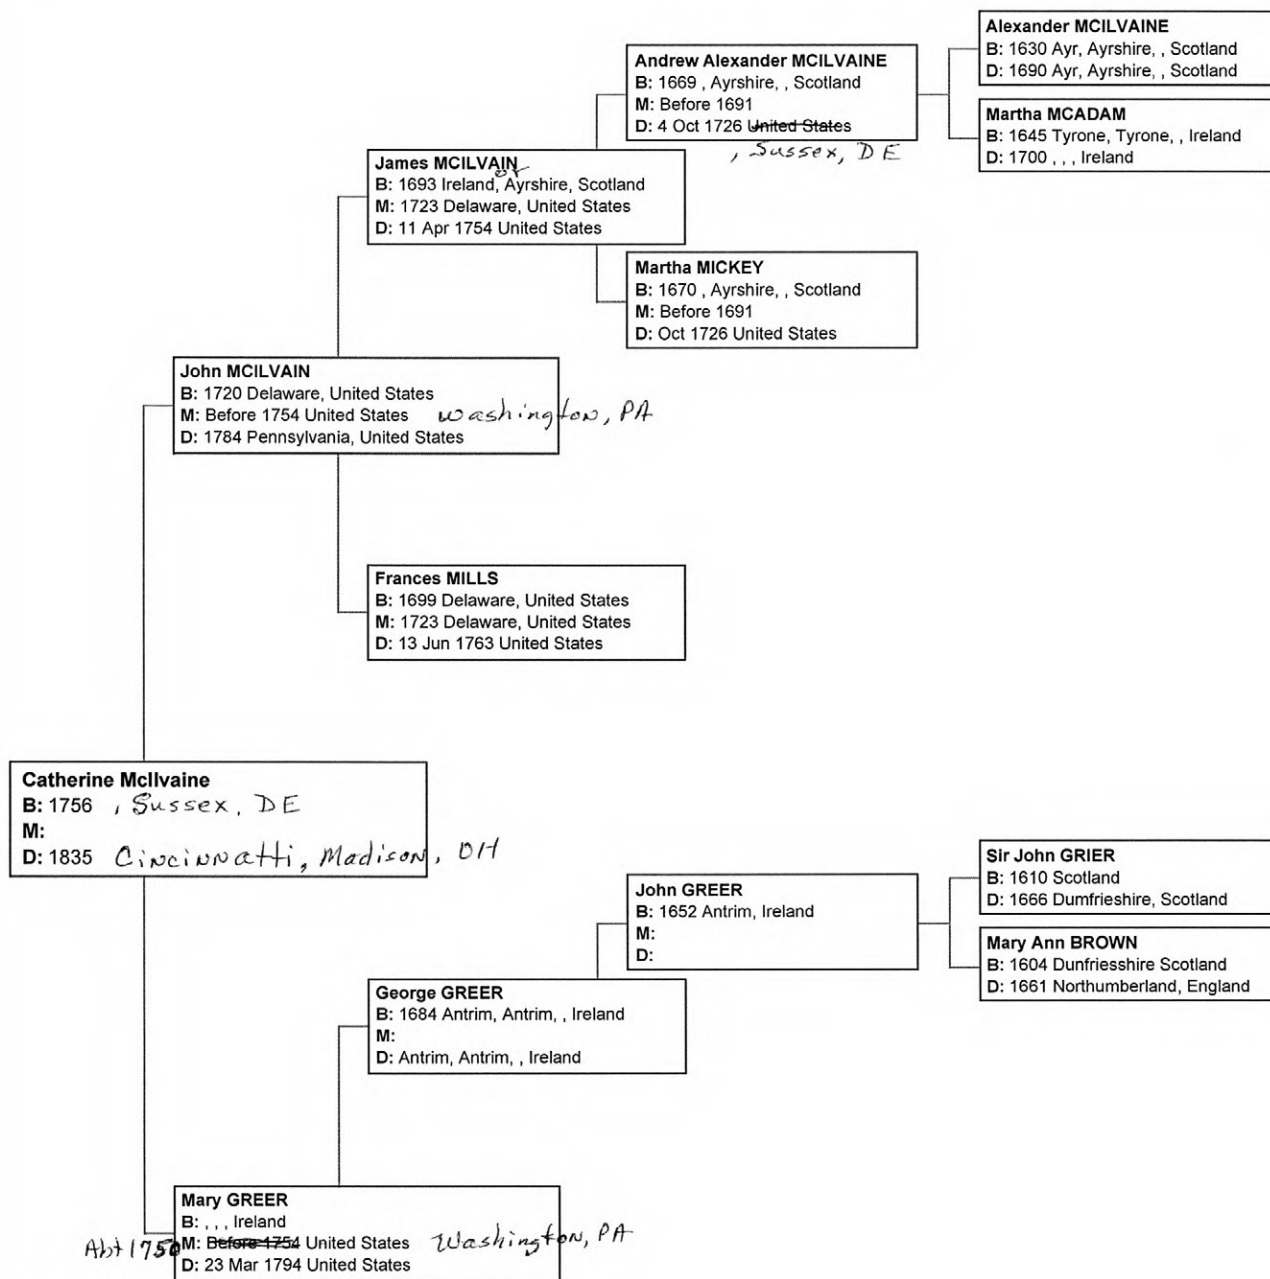 Alexander MCILVAINE
B: 1630 Ayr, Ayrshire, , Scotland
D: 1690 Ayr, Ayrshire, , Scotland
Andrew Alexander MCILVAINE
B: 1669 , Ayrshire, , Scotland
M: Before 1691
D: 4 Oct 1726 United States
, Sussex, DE
Martha MCADAM
B: 1645 Tyrone, Tyrone, , Ireland
D: 1700 , , , Ireland
James MCILVAIN
or
B: 1693 Ireland, Ayrshire, Scotland
M: 1723 Delaware, United States
D: 11 Apr 1754 United States
Martha MICKEY
B: 1670 , Ayrshire, , Scotland
M: Before 1691
D: Oct 1726 United States
John MCILVAIN
B: 1720 Delaware, United States
M: Before 1754 United States Washington, PA
D: 1784 Pennsylvania, United States
Frances MILLS
B: 1699 Delaware, United States
M: 1723 Delaware, United States
D: 13 Jun 1763 United States
Catherine McIlvaine
B: 1756 , Sussex, DE
M:
D: 1835 Cincinnatti, Madison, OH
Sir John GRIER
B: 1610 Scotland
D: 1666 Dumfrieshire, Scotland
John GREER
B: 1652 Antrim, Ireland
M:
D:
Mary Ann BROWN
B: 1604 Dunfriesshire Scotland
D: 1661 Northumberland, England
George GREER
B: 1684 Antrim, Antrim, , Ireland
M:
D: Antrim, Antrim, , Ireland
Mary GREER
B: , , , Ireland
Abt 1750 M: Before 1754 United States Washington, PA
D: 23 Mar 1794 United States